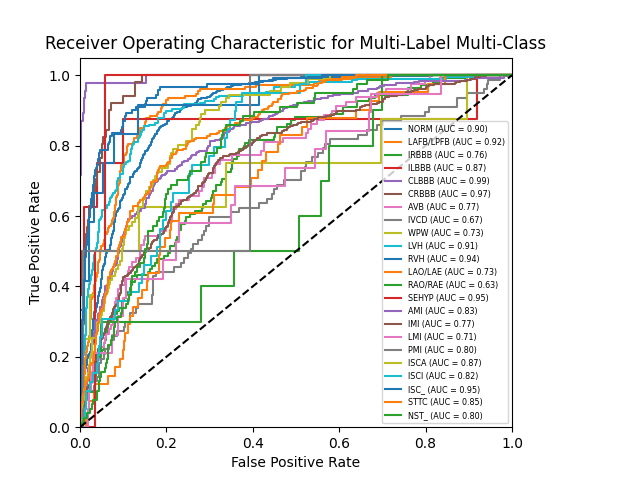 Receiver Operating Characteristic for Multi-Label Multi-Class
1.0
0.8
0.6
0.4
0.2
0.0
True Positive Rate
NORM (AUC = 0.90)
LAFB/LPFB (AUC = 0.92)
IRBBB (AUC = 0.76)
ILBBB (AUC = 0.87)
CLBBB (AUC = 0.99)
CRBBB (AUC = 0.97)
AVB (AUC = 0.77)
IVCD (AUC = 0.67)
WPW (AUC = 0.73)
LVH (AUC = 0.91)
RVH (AUC = 0.94)
LAO/LAE (AUC = 0.73)
RAO/RAE (AUC = 0.63)
SEHYP (AUC = 0.95)
AMI (AUC = 0.83)
IMI (AUC = 0.77)
LMI (AUC = 0.71)
PMI (AUC = 0.80)
ISCA (AUC = 0.87)
ISCI (AUC = 0.82)
ISC_ (AUC = 0.95)
STTC (AUC = 0.85)
NST_ (AUC = 0.80)
0.0 0.2 0.4 0.6 0.8 1.0
False Positive Rate